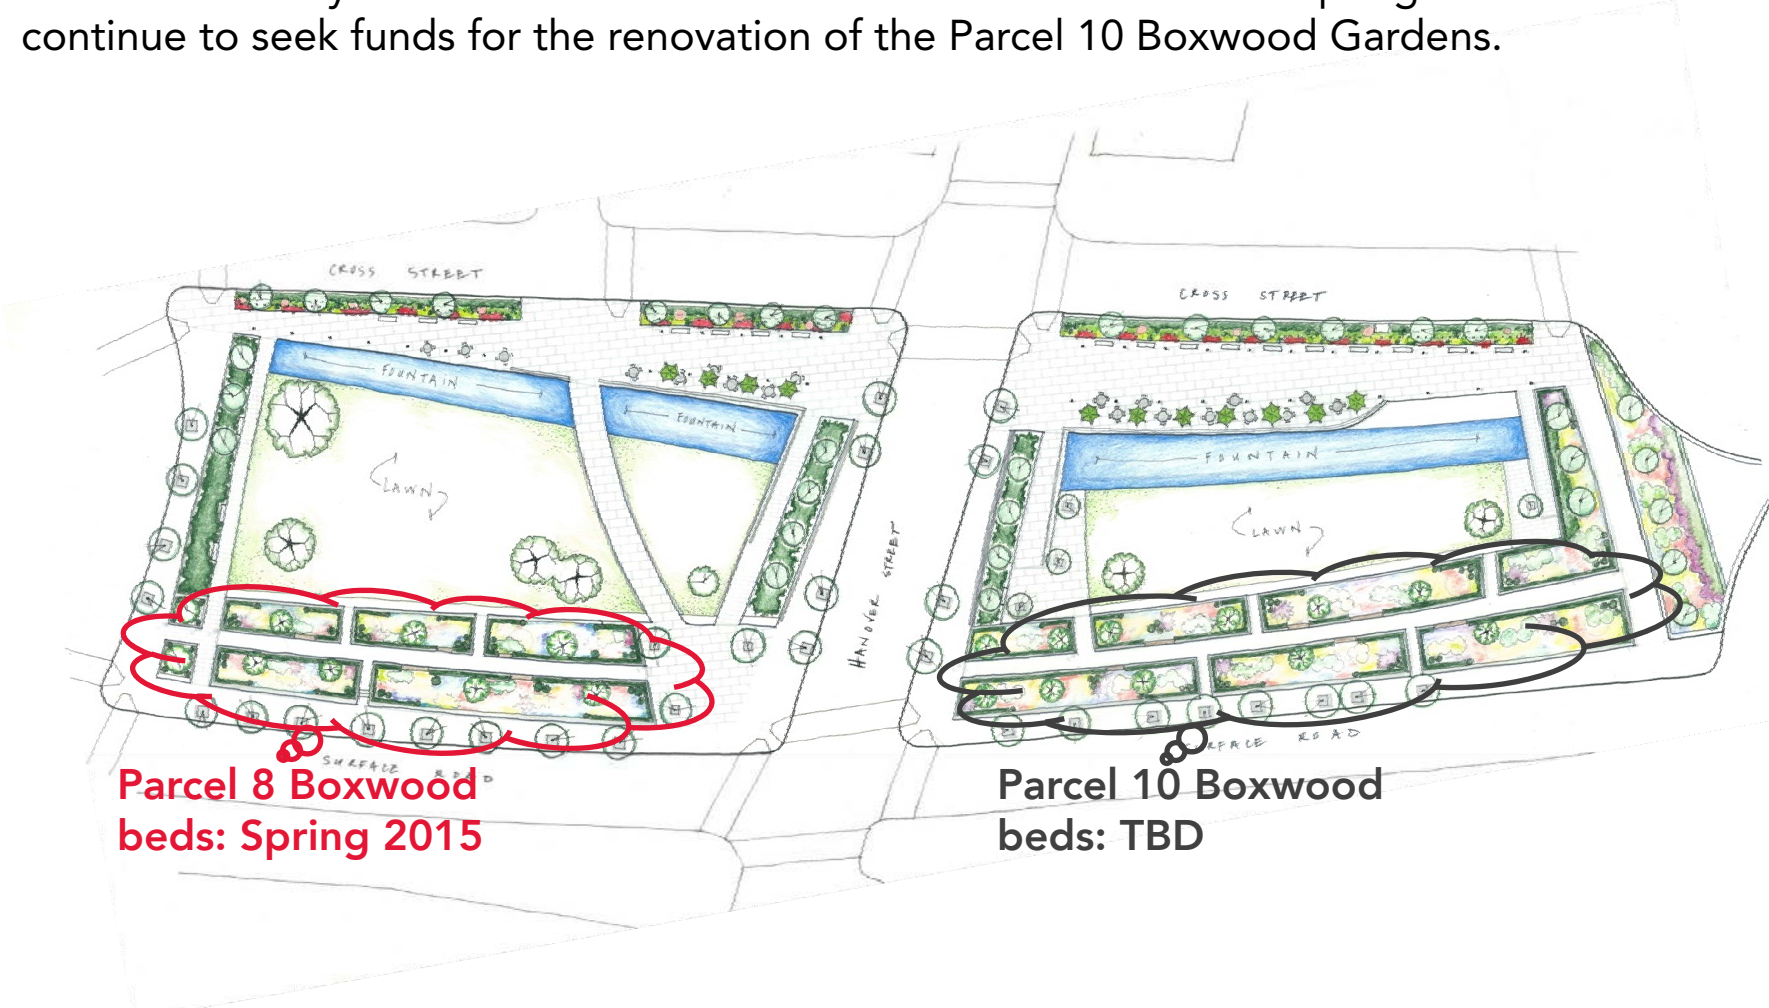 continue to seek funds for the renovation of the Parcel 10 Boxwood Gardens.
CROSS STREET
CROSS STREET
FOUNTAIN
FOUNTAIN
FOUNTAIN
LAWN
LAWN
HANOVER STREET
SURFACE ROAD
SURFACE ROAD
Parcel 8 Boxwood
beds: Spring 2015
Parcel 10 Boxwood
beds: TBD